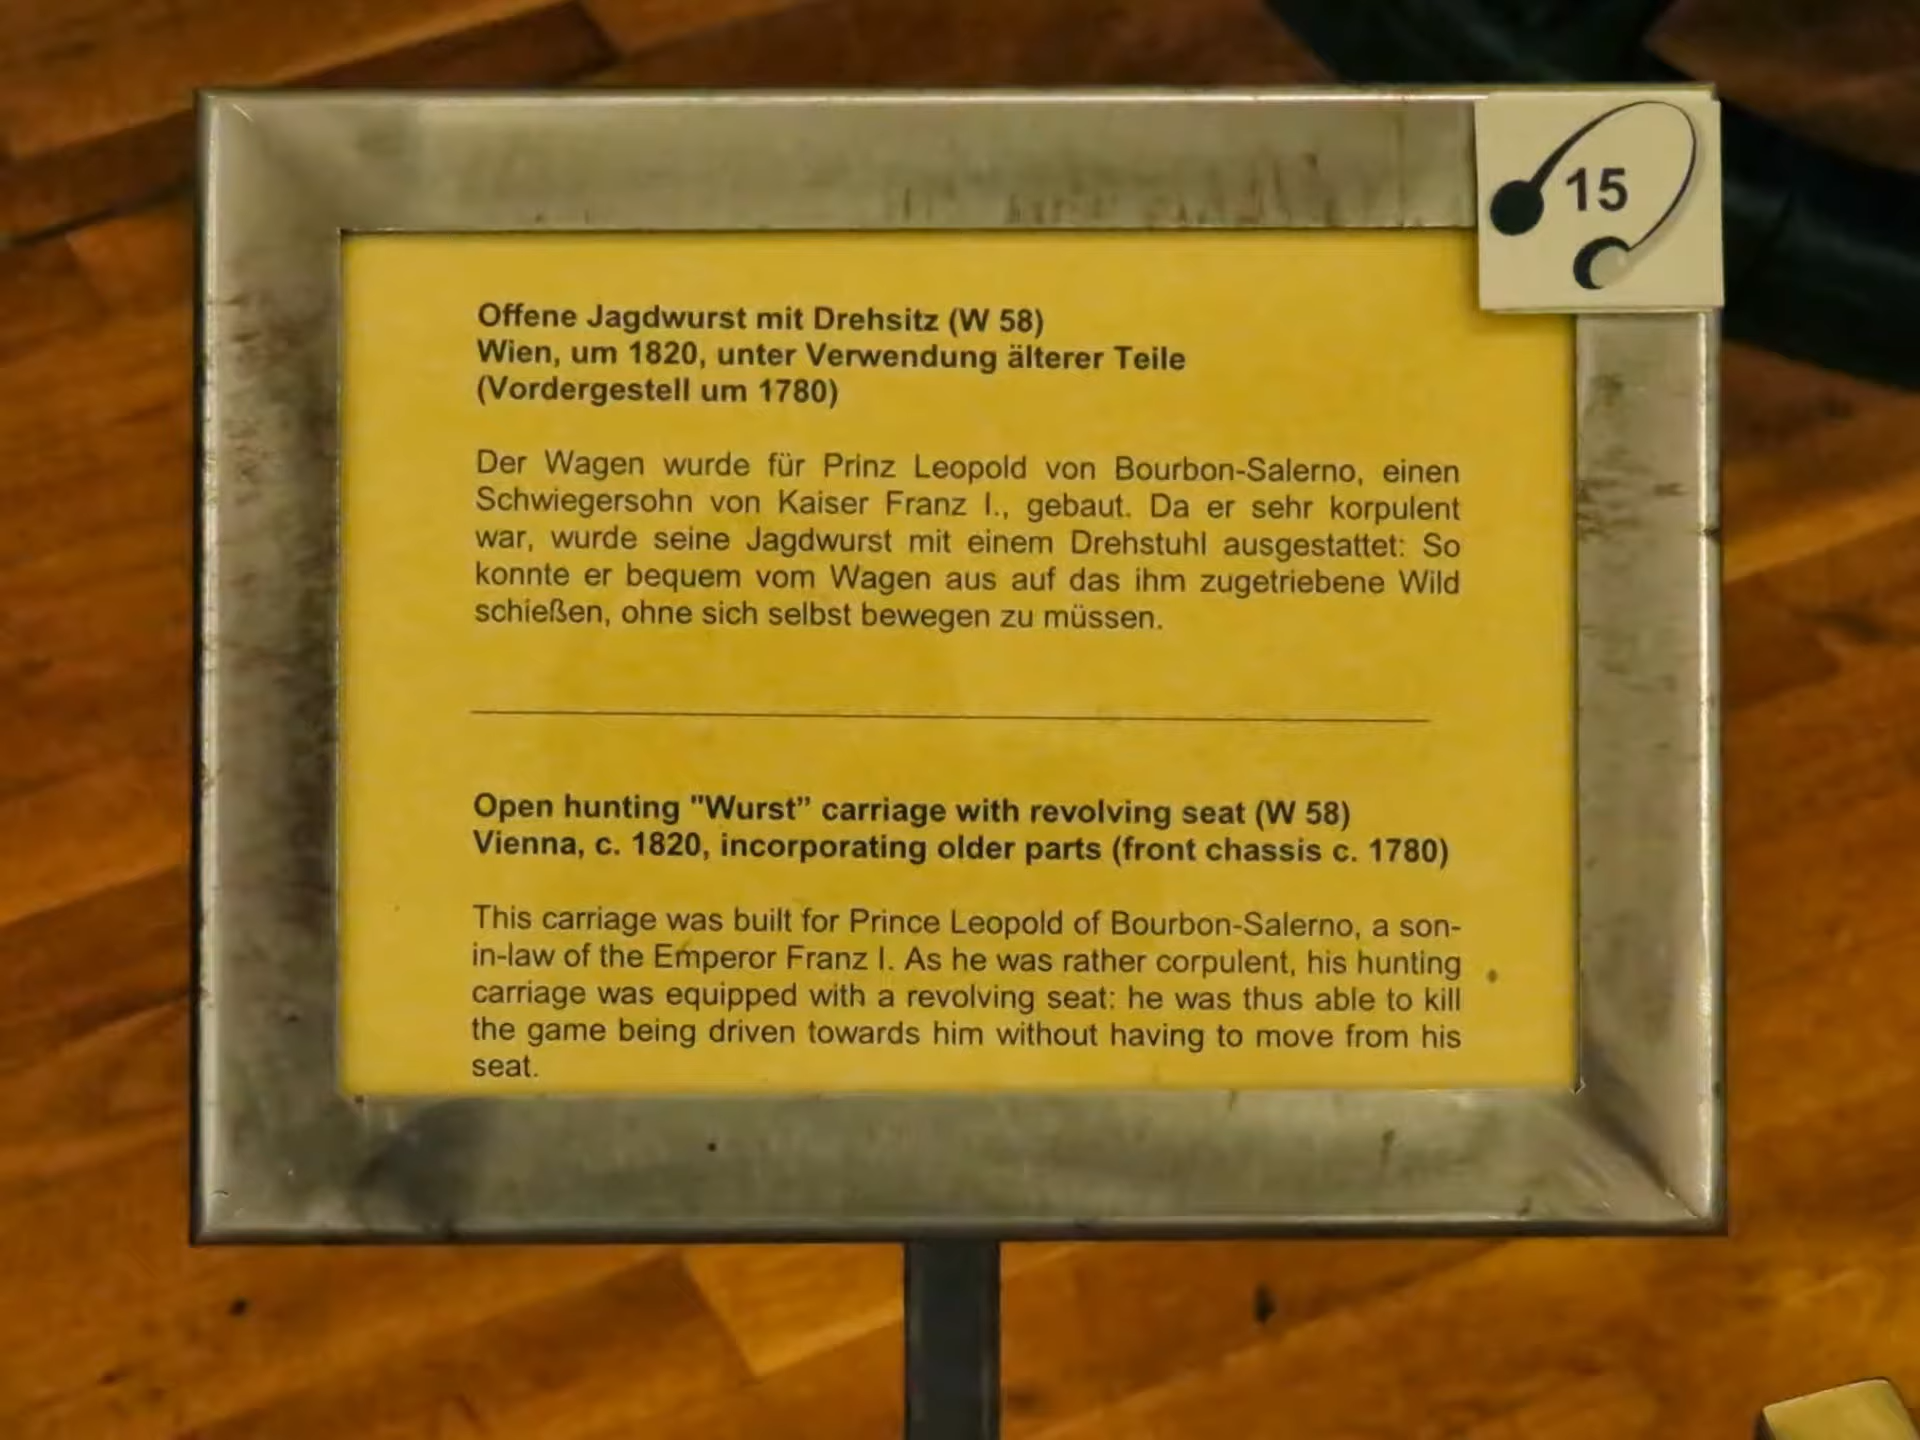 15
Offene Jagdwurst mit Drehsitz (W 58)
Wien, um 1820, unter Verwendung älterer Teile
(Vordergestell um 1780)
Der Wagen wurde für Prinz Leopold von Bourbon-Salerno, einen
Schwiegersohn von Kaiser Franz I., gebaut. Da er sehr korpulent
war, wurde seine Jagdwurst mit einem Drehstuhl ausgestattet: So
konnte er bequem vom Wagen aus auf das ihm zugetriebene Wild
schießen, ohne sich selbst bewegen zu müssen.
Open hunting "Wurst” carriage with revolving seat (W 58)
Vienna, c. 1820, incorporating older parts (front chassis c. 1780)
This carriage was built for Prince Leopold of Bourbon-Salerno, a son-
in-law of the Emperor Franz I. As he was rather corpulent, his hunting
carriage was equipped with a revolving seat: he was thus able to kill
the game being driven towards him without having to move from his
seat.